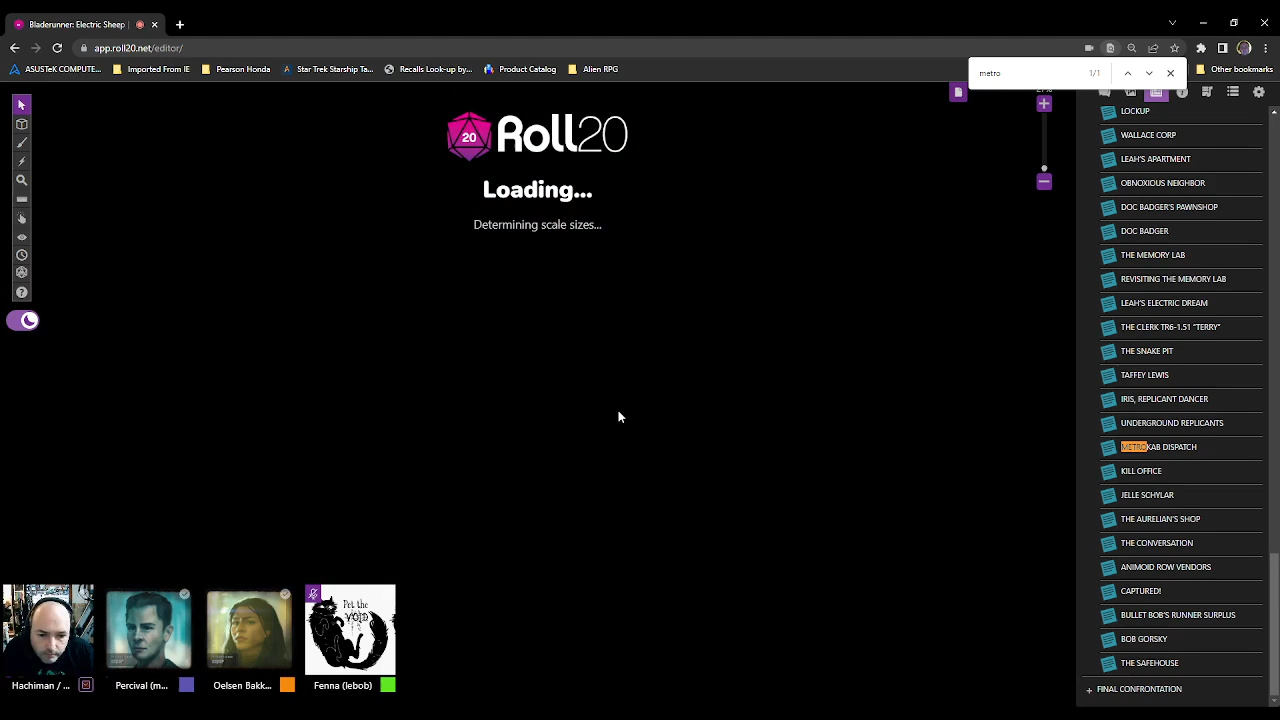 Bladerunner: Electric Sheep |
app.roll20.net/editor/
ASUSTeK COMPUTE...
Imported From IE
Pearson Honda
Star Trek Starship Ta...
Recalls Look-up by...
Product Catalog
Alien RPG
metro
1/1
Other bookmarks
20
Roll20
Loading...
Determining scale sizes...
LOCKUP
WALLACE CORP
LEAH'S APARTMENT
OBNOXIOUS NEIGHBOR
DOC BADGER'S PAWNSHOP
DOC BADGER
THE MEMORY LAB
REVISITING THE MEMORY LAB
LEAH'S ELECTRIC DREAM
THE CLERK TR6-1.51 "TERRY"
THE SNAKE PIT
TAFFEY LEWIS
IRIS, REPLICANT DANCER
UNDERGROUND REPLICANTS
METROKAB DISPATCH
KILL OFFICE
JELLE SCHYLAR
THE AURELIAN'S SHOP
THE CONVERSATION
ANIMOID ROW VENDORS
CAPTURED!
BULLET BOB'S RUNNER SURPLUS
BOB GORSKY
THE SAFEHOUSE
+ FINAL CONFRONTATION
Pet the
VOID
Hachiman / ...
Percival (m...
Oelsen Bakk...
Fenna (lebob)